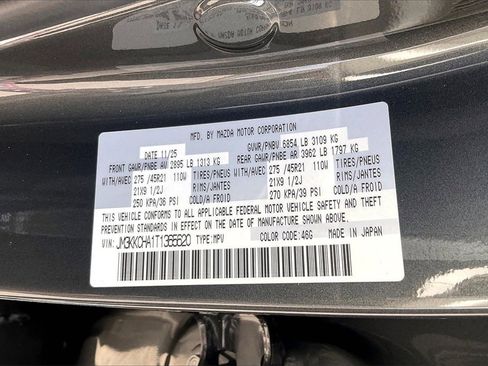 MFD. BY MAZDA MOTOR CORPORATION
DATE 11/25 GVWR/PNBV 6854 LB 3109 KG
FRONT GAWR/PNBE AV 2895 LB 1313 KG REAR GAWR/PNBE AR 3962 LB 1797 KG
WITH/AVEC 275 /45R21 110W TIRES/PNEUS WITH/AVEC 275 /45R21 110W TIRES/PNEUS
21X9 1/2J RIMS/JANTES 21X9 1/2J RIMS/JANTES
250 KPA/36 PSI COLD/A FROID 270 KPA/39 PSI COLD/A FROID
THIS VEHICLE CONFORMS TO ALL APPLICABLE FEDERAL MOTOR VEHICLE SAFETY AND THEFT
PREVENTION STANDARDS IN EFFECT ON THE DATE OF MANUFACTURE SHOWN ABOVE.
VIN: JM3KKCHA1T1365620 TYPE:MPV COLOR CODE:46G MADE IN JAPAN